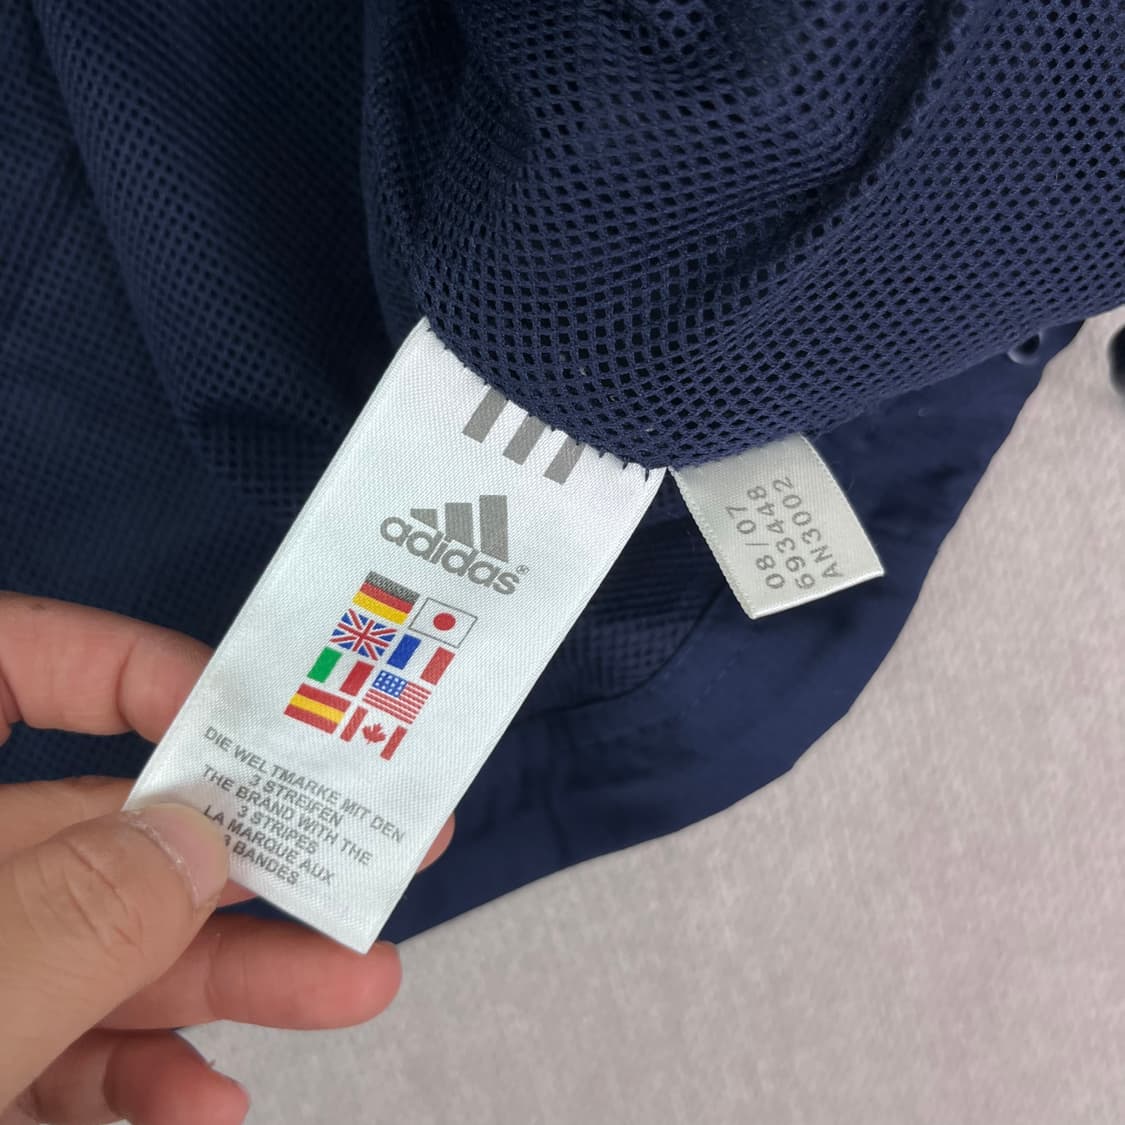 adidas®
DIE WELTMARKE MIT DEN
3 STREIFEN
THE BRAND WITH THE
3 STRIPES
LA MARQUE AUX
3 BANDES
08/07
693448
AN3002